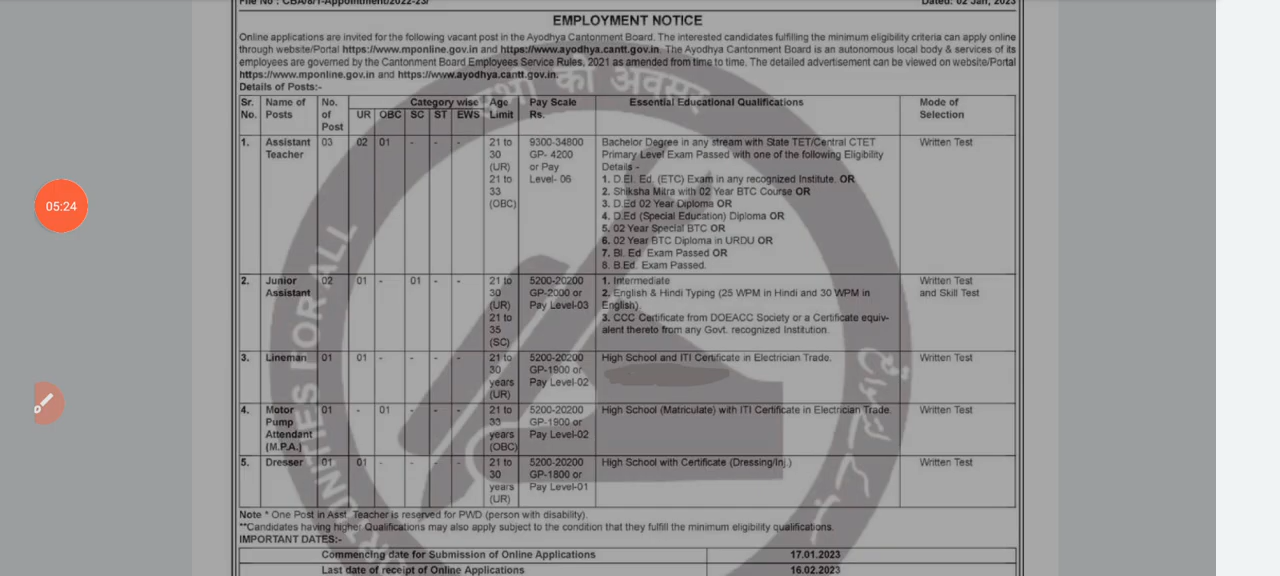 File No : CBA/8/1-Appointment/2022-23/ Dated: 02 Jan, 2023
EMPLOYMENT NOTICE
Online applications are invited for the following vacant post in the Ayodhya Cantonment Board. The interested candidates fulfilling the minimum eligibility criteria can apply online
through website/Portal https://www.mponline.gov.in and https://www.ayodhya.cantt.gov.in. The Ayodhya Cantonment Board is an autonomous local body & services of its
employees are governed by the Cantonment Board Employees Service Rules, 2021 as amended from time to time. The detailed advertisement can be viewed on website/Portal
https://www.mponline.gov.in and https://www.ayodhya.cantt.gov.in.
Details of Posts:-
Sr. No. Name of Posts No. of Post Category wise UR OBC SC ST EWS Age Limit Pay Scale Rs. Essential Educational Qualifications Mode of Selection
1. Assistant Teacher 03 02 01 - - - 21 to 30 (UR) 21 to 33 (OBC) 9300-34800 GP- 4200 or Pay Level- 06 Bachelor Degree in any stream with State TET/Central CTET Written Test
Primary Level Exam Passed with one of the following Eligibility
Details -
1. D.El. Ed. (ETC) Exam in any recognized Institute. OR
2. Shiksha Mitra with 02 Year BTC Course OR
3. D.Ed 02 Year Diploma OR
4. D.Ed (Special Education) Diploma OR
5. 02 Year Special BTC OR
6. 02 Year BTC Diploma in URDU OR
7. Bl. Ed. Exam Passed OR
8. B.Ed. Exam Passed.
2. Junior Assistant 02 01 - 01 - - 21 to 30 (UR) 21 to 35 (SC) 5200-20200 GP-2000 or Pay Level-03 1. Intermediate Written Test and Skill Test
2. English & Hindi Typing (25 WPM in Hindi and 30 WPM in
English)
3. CCC Certificate from DOEACC Society or a Certificate equiv-
alent thereto from any Govt. recognized Institution.
3. Lineman 01 01 - - - - 21 to 30 years (UR) 5200-20200 GP-1900 or Pay Level-02 High School and ITI Certificate in Electrician Trade. Written Test
4. Motor Pump Attendant (M.P.A.) 01 - 01 - - - 21 to 33 years (OBC) 5200-20200 GP-1900 or Pay Level-02 High School (Matriculate) with ITI Certificate in Electrician Trade. Written Test
5. Dresser 01 01 - - - - 21 to 30 years (UR) 5200-20200 GP-1800 or Pay Level-01 High School with Certificate (Dressing/Inj.) Written Test
Note * One Post in Asst. Teacher is reserved for PWD (person with disability).
**Candidates having higher Qualifications may also apply subject to the condition that they fulfill the minimum eligibility qualifications.
IMPORTANT DATES:-
Commencing date for Submission of Online Applications 17.01.2023
Last date of receipt of Online Applications 16.02.2023
05:24
FOR ALL